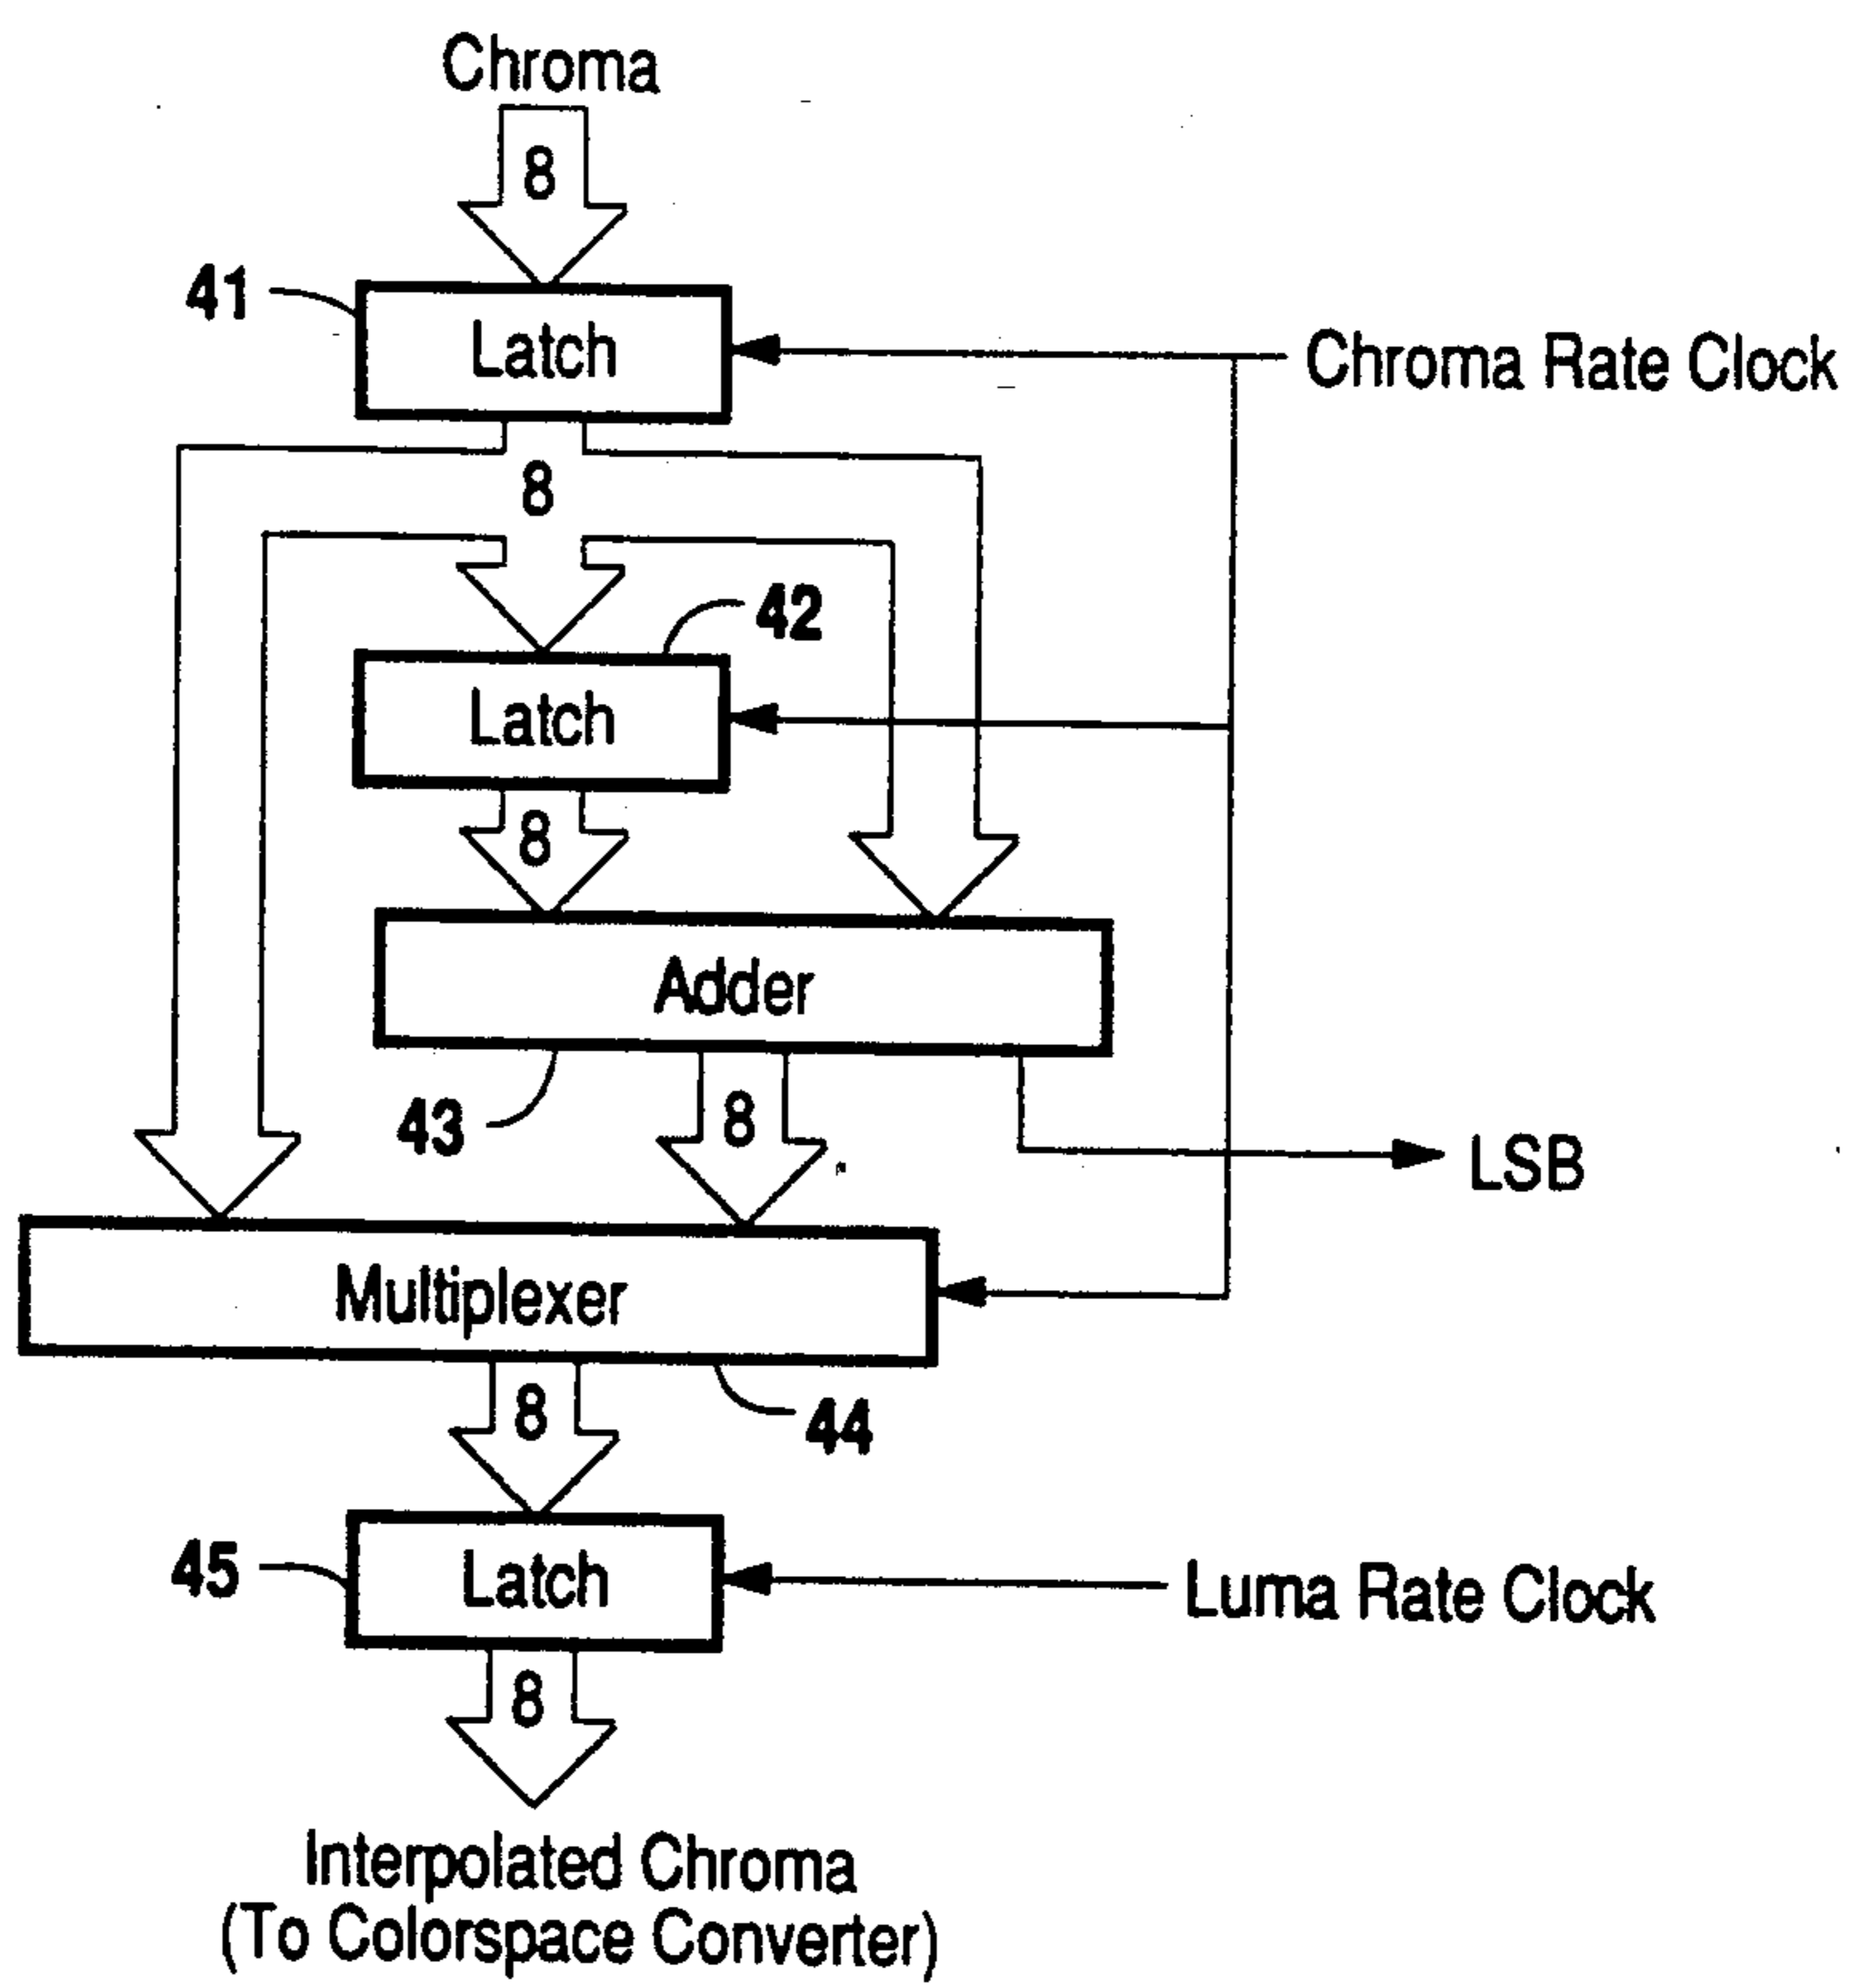 Chroma
8
41
Latch
Chroma Rate Clock
8
42
Latch
8
Adder
43
8
LSB
Multiplexer
8
44
45
Latch
Luma Rate Clock
8
Interpolated Chroma
(To Colorspace Converter)